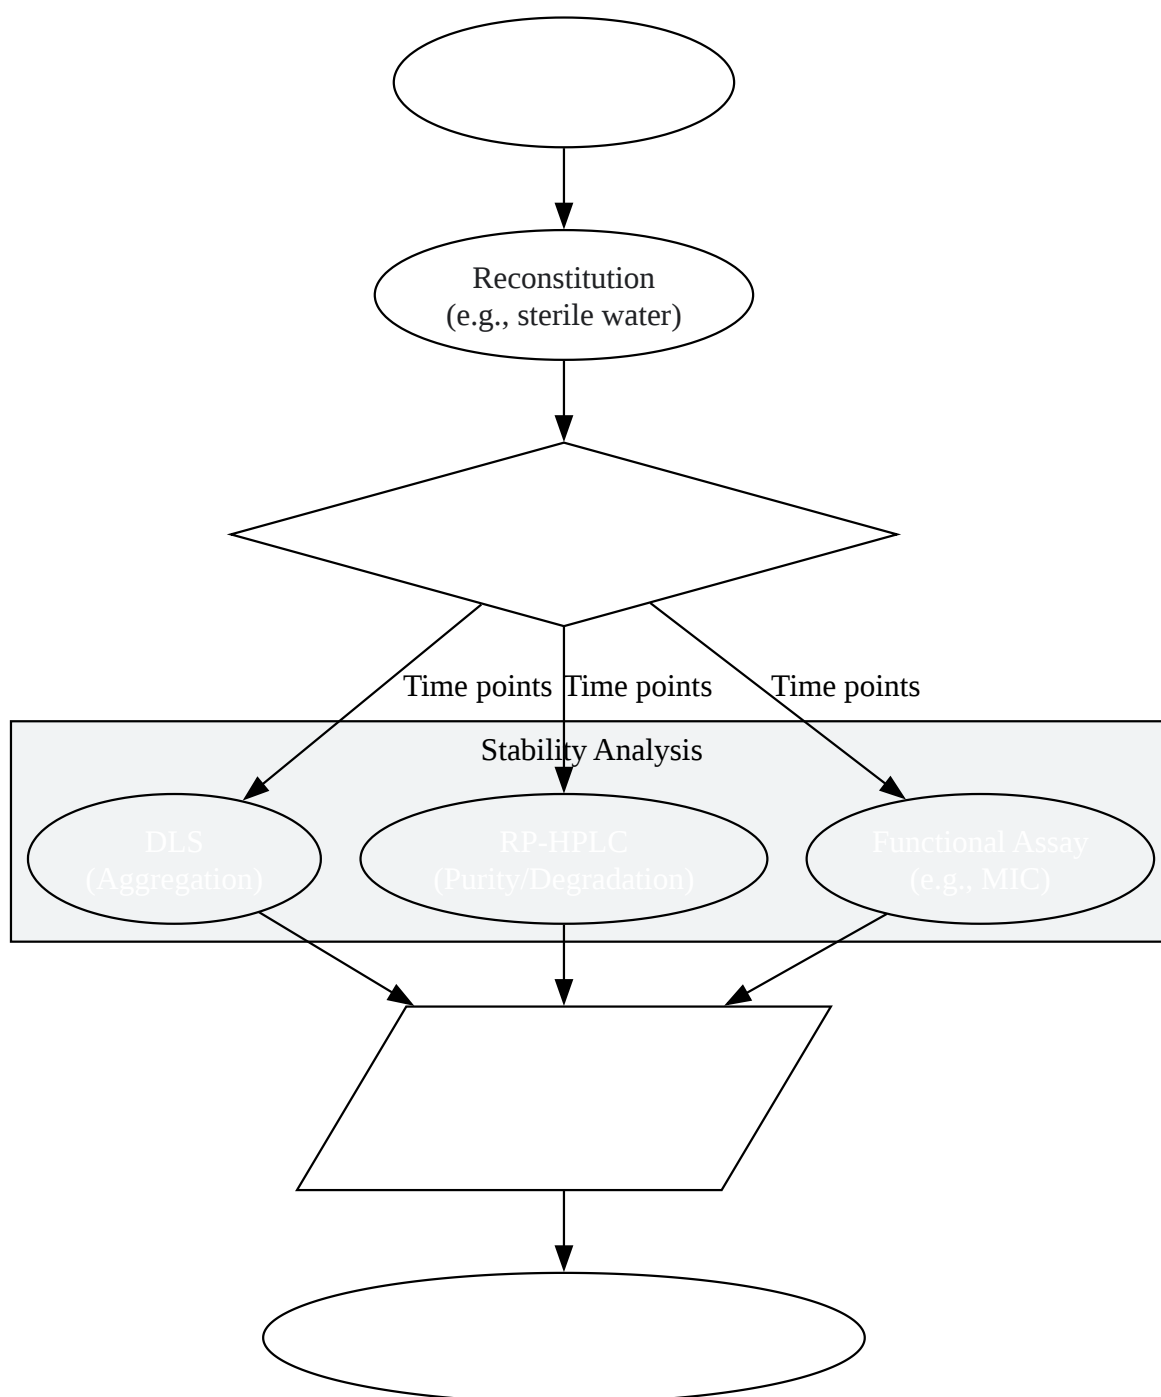 Reconstitution
(e.g., sterile water)
Time points
Time points
Time points
Stability Analysis
DLS
(Aggregation)
RP-HPLC
(Purity/Degradation)
Functional Assay
(e.g., MIC)